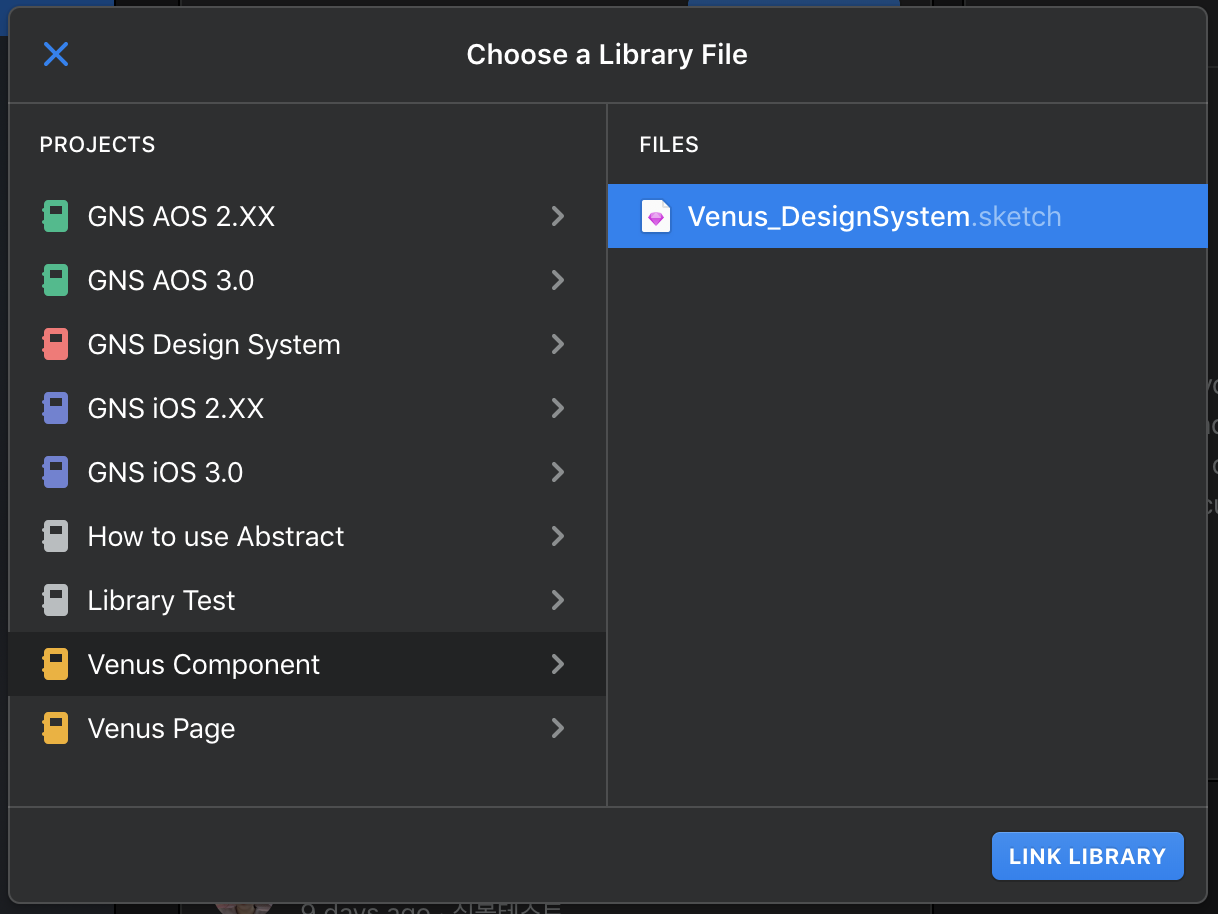 Choose a Library File
PROJECTS
GNS AOS 2.XX
GNS AOS 3.0
GNS Design System
GNS iOS 2.XX
GNS iOS 3.0
How to use Abstract
Library Test
Venus Component
Venus Page
FILES
Venus_DesignSystem.sketch
LINK LIBRARY
9 days ago